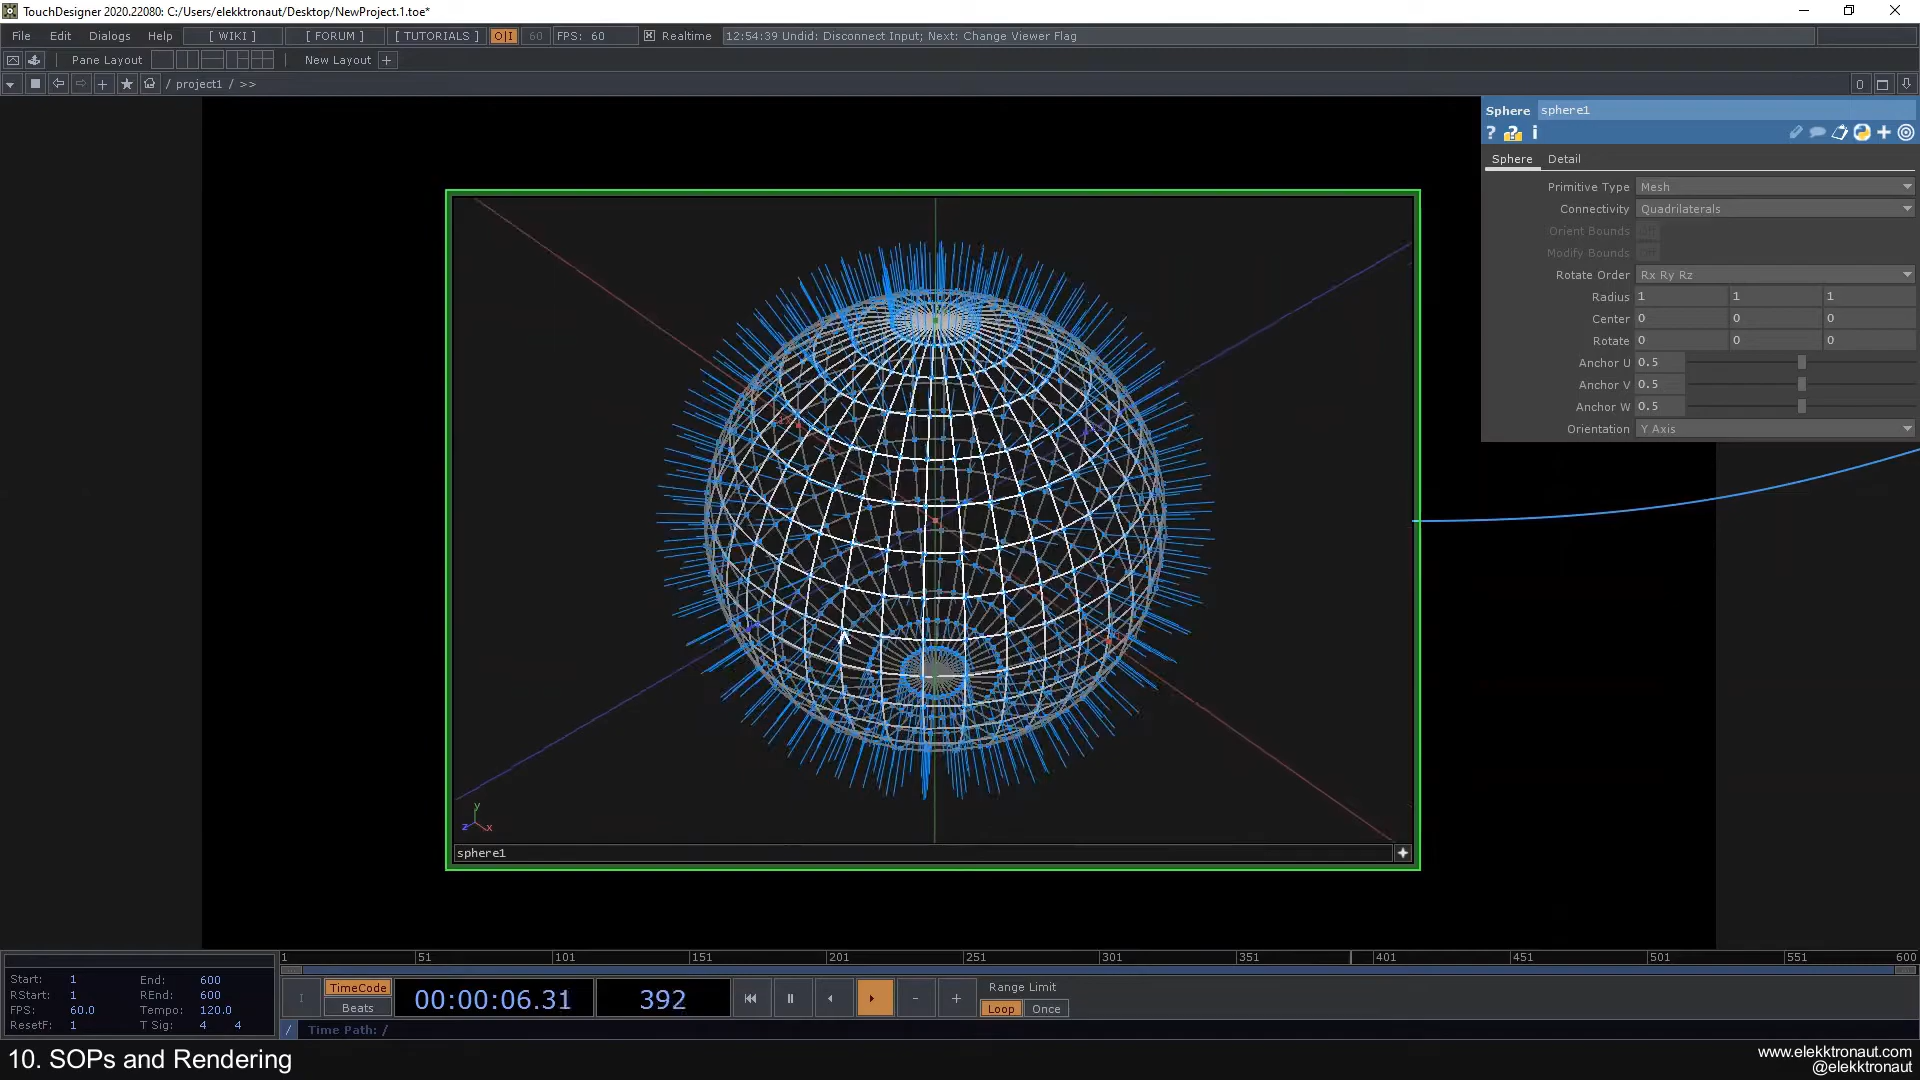 TouchDesigner 2020.22080: C:/Users/elekktronaut/Desktop/NewProject.1.toe*
File Edit Dialogs Help [ WIKI ] [ FORUM ] [ TUTORIALS ] O|I 60 FPS: 60 Realtime 12:54:39 Undid: Disconnect Input; Next: Change Viewer Flag
Pane Layout New Layout +
/ project1 / >> 0
Sphere sphere1
? ? i
Sphere Detail
Primitive Type Mesh
Connectivity Quadrilaterals
Orient Bounds
Modify Bounds
Rotate Order Rx Ry Rz
Radius 1 1 1
Center 0 0 0
Rotate 0 0 0
Anchor U 0.5
Anchor V 0.5
Anchor W 0.5
Orientation Y Axis
y
z x
sphere1
1 51 101 151 201 251 301 351 401 451 501 551 600
Start: 1 End: 600
RStart: 1 REnd: 600
FPS: 60.0 Tempo: 120.0
ResetF: 1 T Sig: 4 4
TimeCode
Beats
00:00:06.31 392
Range Limit
Loop Once
/ Time Path: /
10. SOPs and Rendering
www.elekktronaut.com
@elekktronaut